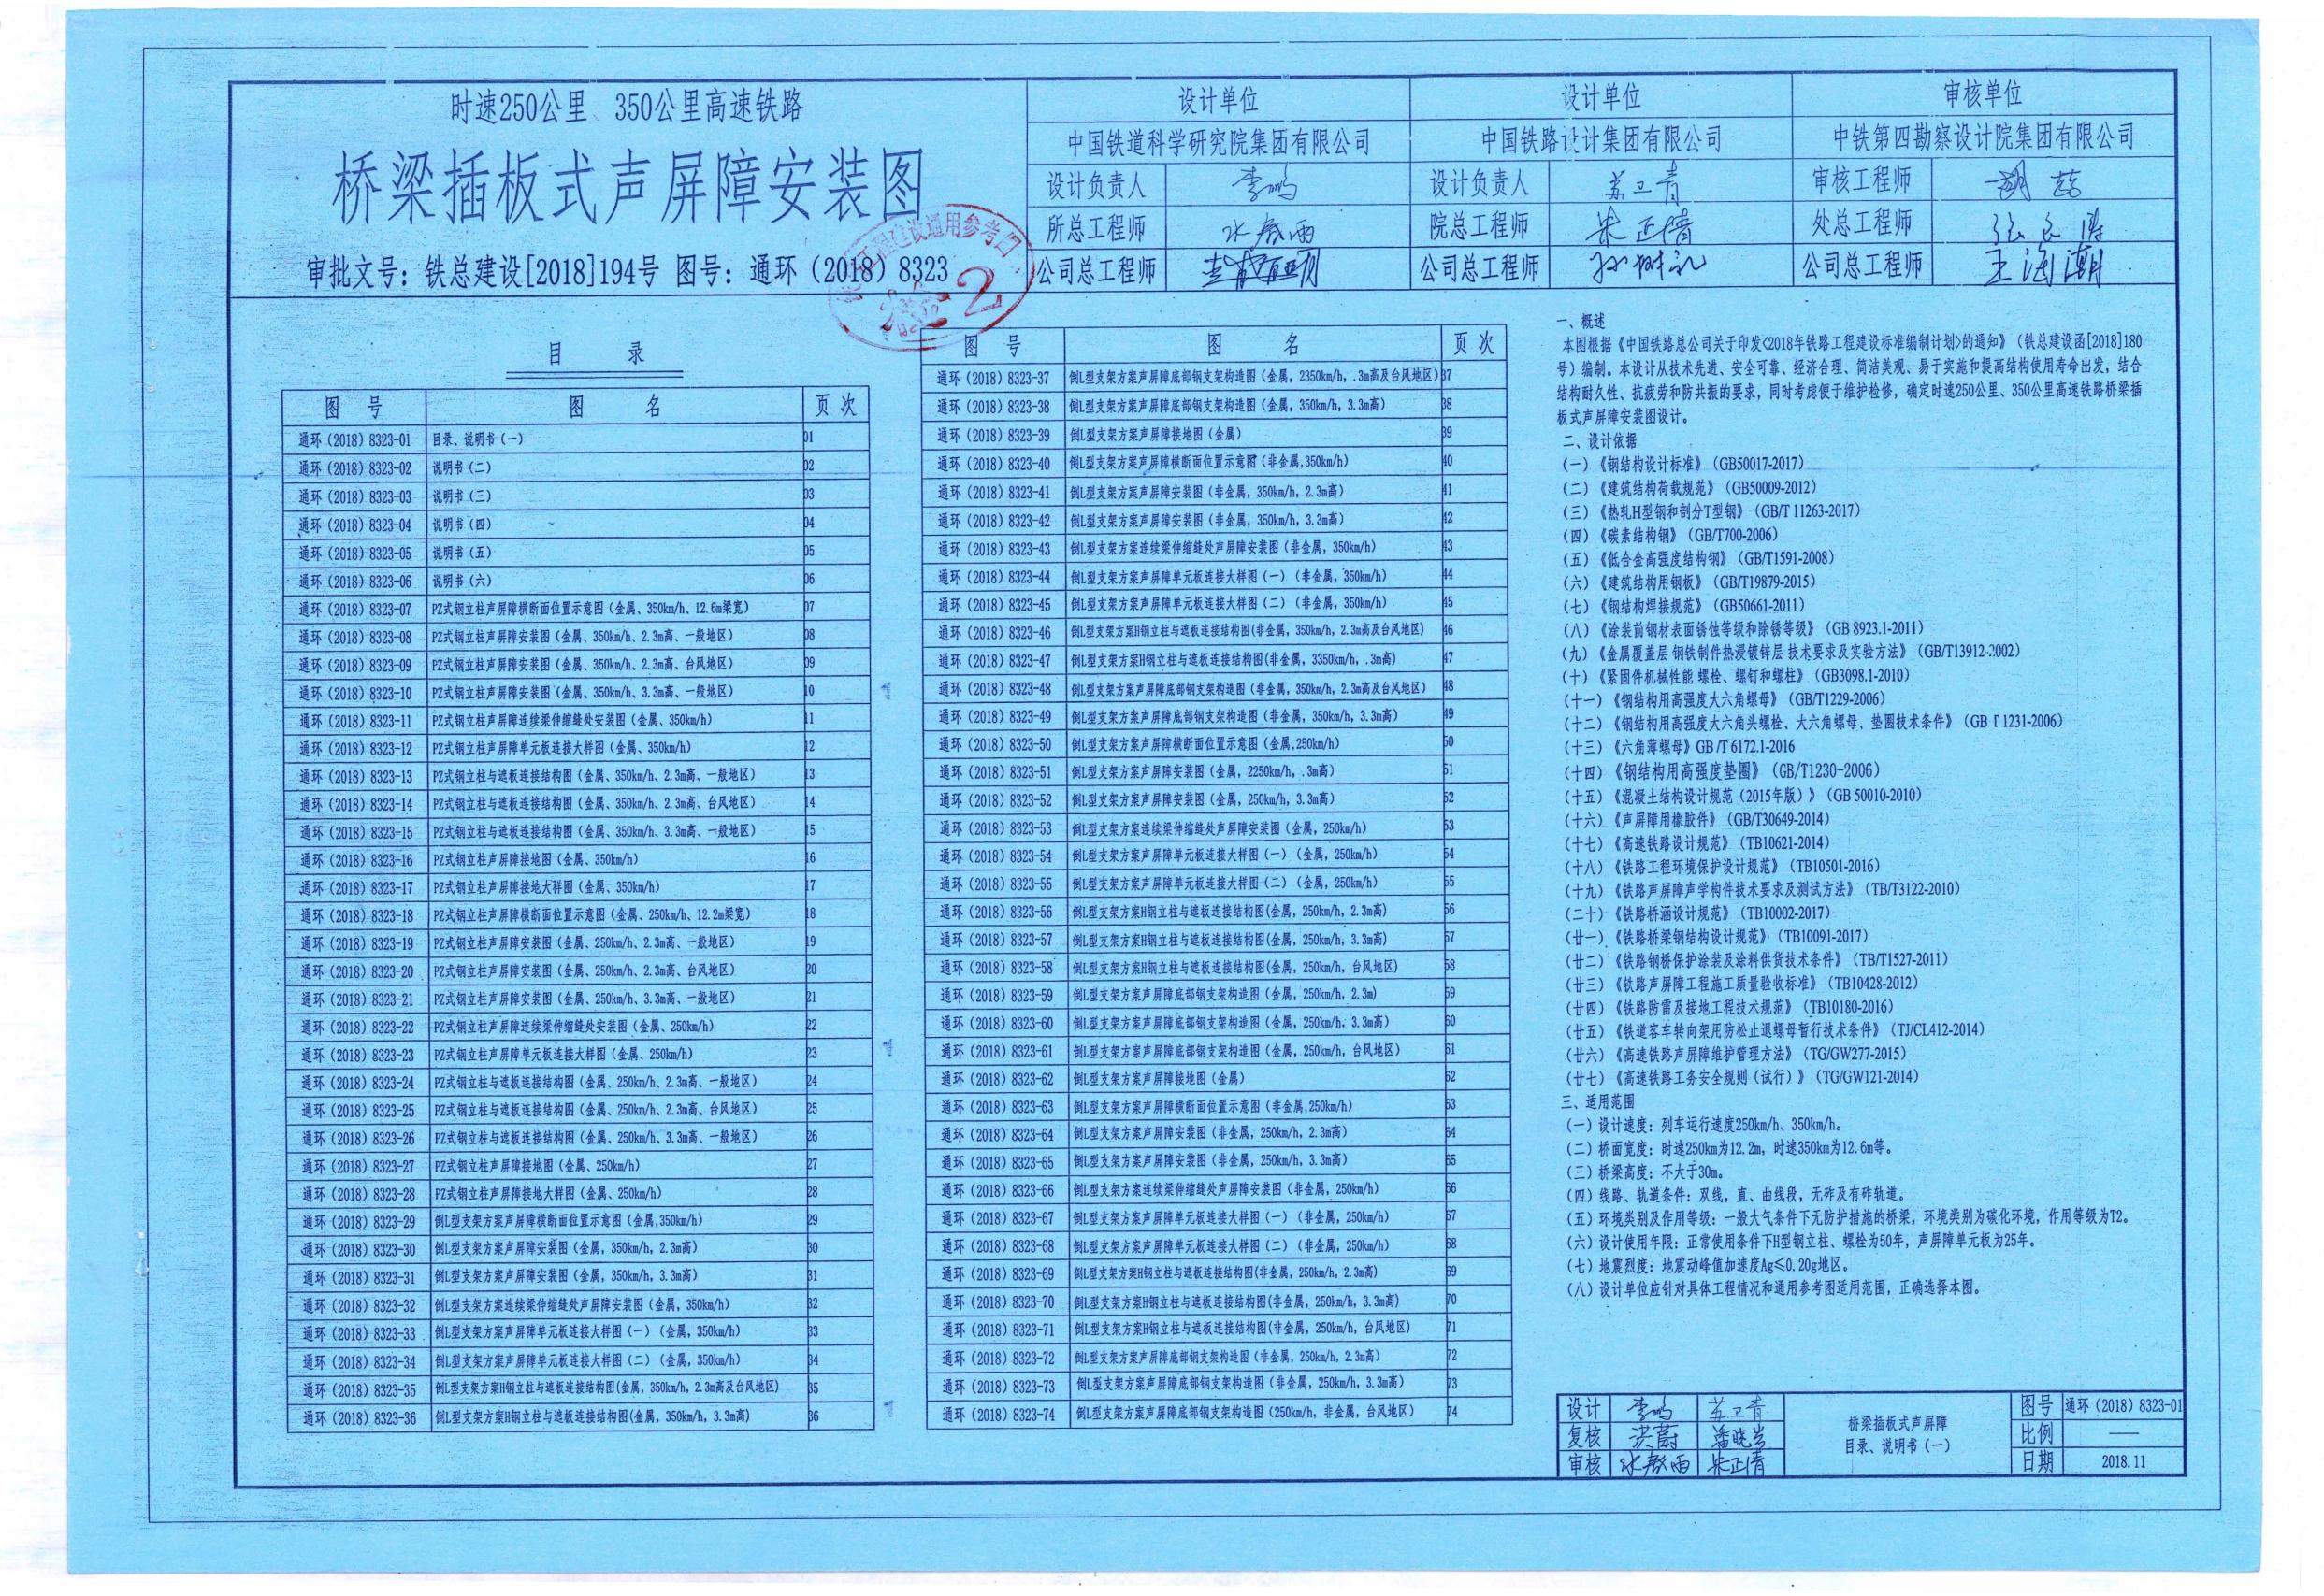 时速250公里、350公里高速铁路
桥梁插板式声屏障安装图
审批文号：铁总建设[2018]194号 图号：通环（2018）8323
设计单位 设计单位 审核单位
中国铁道科学研究院集团有限公司 中国铁路设计集团有限公司 中铁第四勘察设计院集团有限公司
设计负责人 李鹏 设计负责人 苏卫青 审核工程师
所总工程师 院总工程师 朱正清 处总工程师
公司总工程师 公司总工程师 孙树礼 公司总工程师 王海潮
工程建设通用参考图
2
目 录
图 号 图 名 页次
通环（2018）8323-01 目录、说明书（一） 01
通环（2018）8323-02 说明书（二） 02
通环（2018）8323-03 说明书（三） 03
通环（2018）8323-04 说明书（四） 04
通环（2018）8323-05 说明书（五） 05
通环（2018）8323-06 说明书（六） 06
通环（2018）8323-07 PZ式钢立柱声屏障横断面位置示意图（金属、350km/h、12.6m梁宽） 07
通环（2018）8323-08 PZ式钢立柱声屏障安装图（金属、350km/h、2.3m高、一般地区） 08
通环（2018）8323-09 PZ式钢立柱声屏障安装图（金属、350km/h、2.3m高、台风地区） 09
通环（2018）8323-10 PZ式钢立柱声屏障安装图（金属、350km/h、3.3m高、一般地区） 10
通环（2018）8323-11 PZ式钢立柱声屏障连续梁伸缩缝处安装图（金属、350km/h） 11
通环（2018）8323-12 PZ式钢立柱声屏障单元板连接大样图（金属、350km/h） 12
通环（2018）8323-13 PZ式钢立柱与遮板连接结构图（金属、350km/h、2.3m高、一般地区） 13
通环（2018）8323-14 PZ式钢立柱与遮板连接结构图（金属、350km/h、2.3m高、台风地区） 14
通环（2018）8323-15 PZ式钢立柱与遮板连接结构图（金属、350km/h、3.3m高、一般地区） 15
通环（2018）8323-16 PZ式钢立柱声屏障接地图（金属、350km/h） 16
通环（2018）8323-17 PZ式钢立柱声屏障接地大样图（金属、350km/h） 17
通环（2018）8323-18 PZ式钢立柱声屏障横断面位置示意图（金属、250km/h、12.2m梁宽） 18
通环（2018）8323-19 PZ式钢立柱声屏障安装图（金属、250km/h、2.3m高、一般地区） 19
通环（2018）8323-20 PZ式钢立柱声屏障安装图（金属、250km/h、2.3m高、台风地区） 20
通环（2018）8323-21 PZ式钢立柱声屏障安装图（金属、250km/h、3.3m高、一般地区） 21
通环（2018）8323-22 PZ式钢立柱声屏障连续梁伸缩缝处安装图（金属、250km/h） 22
通环（2018）8323-23 PZ式钢立柱声屏障单元板连接大样图（金属、250km/h） 23
通环（2018）8323-24 PZ式钢立柱与遮板连接结构图（金属、250km/h、2.3m高、一般地区） 24
通环（2018）8323-25 PZ式钢立柱与遮板连接结构图（金属、250km/h、2.3m高、台风地区） 25
通环（2018）8323-26 PZ式钢立柱与遮板连接结构图（金属、250km/h、3.3m高、一般地区） 26
通环（2018）8323-27 PZ式钢立柱声屏障接地图（金属、250km/h） 27
通环（2018）8323-28 PZ式钢立柱声屏障接地大样图（金属、250km/h） 28
通环（2018）8323-29 倒L型支架方案声屏障横断面位置示意图（金属,350km/h） 29
通环（2018）8323-30 倒L型支架方案声屏障安装图（金属，350km/h，2.3m高） 30
通环（2018）8323-31 倒L型支架方案声屏障安装图（金属，350km/h，3.3m高） 31
通环（2018）8323-32 倒L型支架方案连续梁伸缩缝处声屏障安装图（金属，350km/h） 32
通环（2018）8323-33 倒L型支架方案声屏障单元板连接大样图（一）（金属，350km/h） 33
通环（2018）8323-34 倒L型支架方案声屏障单元板连接大样图（二）（金属，350km/h） 34
通环（2018）8323-35 倒L型支架方案H钢立柱与遮板连接结构图(金属，350km/h，2.3m高及台风地区) 35
通环（2018）8323-36 倒L型支架方案H钢立柱与遮板连接结构图(金属，350km/h，3.3m高) 36
图 号 图 名 页次
通环（2018）8323-37 倒L型支架方案声屏障底部钢支架构造图（金属，2350km/h，.3m高及台风地区） 37
通环（2018）8323-38 倒L型支架方案声屏障底部钢支架构造图（金属，350km/h，3.3m高） 38
通环（2018）8323-39 倒L型支架方案声屏障接地图（金属） 39
通环（2018）8323-40 倒L型支架方案声屏障横断面位置示意图（非金属,350km/h） 40
通环（2018）8323-41 倒L型支架方案声屏障安装图（非金属，350km/h，2.3m高） 41
通环（2018）8323-42 倒L型支架方案声屏障安装图（非金属，350km/h，3.3m高） 42
通环（2018）8323-43 倒L型支架方案连续梁伸缩缝处声屏障安装图（非金属，350km/h） 43
通环（2018）8323-44 倒L型支架方案声屏障单元板连接大样图（一）（非金属，350km/h） 44
通环（2018）8323-45 倒L型支架方案声屏障单元板连接大样图（二）（非金属，350km/h） 45
通环（2018）8323-46 倒L型支架方案H钢立柱与遮板连接结构图(非金属，350km/h，2.3m高及台风地区) 46
通环（2018）8323-47 倒L型支架方案H钢立柱与遮板连接结构图(非金属，3350km/h，.3m高) 47
通环（2018）8323-48 倒L型支架方案声屏障底部钢支架构造图（非金属，350km/h，2.3m高及台风地区） 48
通环（2018）8323-49 倒L型支架方案声屏障底部钢支架构造图（非金属，350km/h，3.3m高） 49
通环（2018）8323-50 倒L型支架方案声屏障横断面位置示意图（金属,250km/h） 50
通环（2018）8323-51 倒L型支架方案声屏障安装图（金属，2250km/h，.3m高） 51
通环（2018）8323-52 倒L型支架方案声屏障安装图（金属，250km/h，3.3m高） 52
通环（2018）8323-53 倒L型支架方案连续梁伸缩缝处声屏障安装图（金属，250km/h） 53
通环（2018）8323-54 倒L型支架方案声屏障单元板连接大样图（一）（金属，250km/h） 54
通环（2018）8323-55 倒L型支架方案声屏障单元板连接大样图（二）（金属，250km/h） 55
通环（2018）8323-56 倒L型支架方案H钢立柱与遮板连接结构图(金属，250km/h，2.3m高) 56
通环（2018）8323-57 倒L型支架方案H钢立柱与遮板连接结构图(金属，250km/h，3.3m高) 57
通环（2018）8323-58 倒L型支架方案H钢立柱与遮板连接结构图(金属，250km/h，台风地区) 58
通环（2018）8323-59 倒L型支架方案声屏障底部钢支架构造图（金属，250km/h，2.3m） 59
通环（2018）8323-60 倒L型支架方案声屏障底部钢支架构造图（金属，250km/h，3.3m高） 60
通环（2018）8323-61 倒L型支架方案声屏障底部钢支架构造图（金属，250km/h，台风地区） 61
通环（2018）8323-62 倒L型支架方案声屏障接地图（金属） 62
通环（2018）8323-63 倒L型支架方案声屏障横断面位置示意图（非金属,250km/h） 63
通环（2018）8323-64 倒L型支架方案声屏障安装图（非金属，250km/h，2.3m高） 64
通环（2018）8323-65 倒L型支架方案声屏障安装图（非金属，250km/h，3.3m高） 65
通环（2018）8323-66 倒L型支架方案连续梁伸缩缝处声屏障安装图（非金属，250km/h） 66
通环（2018）8323-67 倒L型支架方案声屏障单元板连接大样图（一）（非金属，250km/h） 67
通环（2018）8323-68 倒L型支架方案声屏障单元板连接大样图（二）（非金属，250km/h） 68
通环（2018）8323-69 倒L型支架方案H钢立柱与遮板连接结构图(非金属，250km/h，2.3m高) 69
通环（2018）8323-70 倒L型支架方案H钢立柱与遮板连接结构图(非金属，250km/h，3.3m高) 70
通环（2018）8323-71 倒L型支架方案H钢立柱与遮板连接结构图(非金属，250km/h，台风地区) 71
通环（2018）8323-72 倒L型支架方案声屏障底部钢支架构造图（非金属，250km/h，2.3m高） 72
通环（2018）8323-73 倒L型支架方案声屏障底部钢支架构造图（非金属，250km/h，3.3m高） 73
通环（2018）8323-74 倒L型支架方案声屏障底部钢支架构造图（250km/h，非金属，台风地区） 74
一、概述
本图根据《中国铁路总公司关于印发<2018年铁路工程建设标准编制计划>的通知》（铁总建设函[2018]180
号）编制。本设计从技术先进、安全可靠、经济合理、简洁美观、易于实施和提高结构使用寿命出发，结合
结构耐久性、抗疲劳和防共振的要求，同时考虑便于维护检修，确定时速250公里、350公里高速铁路桥梁插
板式声屏障安装图设计。
二、设计依据
（一）《钢结构设计标准》（GB50017-2017）
（二）《建筑结构荷载规范》（GB50009-2012）
（三）《热轧H型钢和剖分T型钢》（GB/T 11263-2017）
（四）《碳素结构钢》（GB/T700-2006）
（五）《低合金高强度结构钢》（GB/T1591-2008）
（六）《建筑结构用钢板》（GB/T19879-2015）
（七）《钢结构焊接规范》（GB50661-2011）
（八）《涂装前钢材表面锈蚀等级和除锈等级》（GB 8923.1-2011）
（九）《金属覆盖层 钢铁制件热浸镀锌层 技术要求及实验方法》（GB/T13912-2002）
（十）《紧固件机械性能 螺栓、螺钉和螺柱》（GB3098.1-2010）
（十一）《钢结构用高强度大六角螺母》（GB/T1229-2006）
（十二）《钢结构用高强度大六角头螺栓、大六角螺母、垫圈技术条件》（GB T 1231-2006）
（十三）《六角薄螺母》GB /T 6172.1-2016
（十四）《钢结构用高强度垫圈》（GB/T1230-2006）
（十五）《混凝土结构设计规范（2015年版）》（GB 50010-2010）
（十六）《声屏障用橡胶件》（GB/T30649-2014）
（十七）《高速铁路设计规范》（TB10621-2014）
（十八）《铁路工程环境保护设计规范》（TB10501-2016）
（十九）《铁路声屏障声学构件技术要求及测试方法》（TB/T3122-2010）
（二十）《铁路桥涵设计规范》（TB10002-2017）
（廿一）《铁路桥梁钢结构设计规范》（TB10091-2017）
（廿二）《铁路钢桥保护涂装及涂料供货技术条件》（TB/T1527-2011）
（廿三）《铁路声屏障工程施工质量验收标准》（TB10428-2012）
（廿四）《铁路防雷及接地工程技术规范》（TB10180-2016）
（廿五）《铁道客车转向架用防松止退螺母暂行技术条件》（TJ/CL412-2014）
（廿六）《高速铁路声屏障维护管理方法》（TG/GW277-2015）
（廿七）《高速铁路工务安全规则（试行）》（TG/GW121-2014）
三、适用范围
（一）设计速度：列车运行速度250km/h、350km/h。
（二）桥面宽度：时速250km为12.2m，时速350km为12.6m等。
（三）桥梁高度：不大于30m。
（四）线路、轨道条件：双线，直、曲线段，无砟及有砟轨道。
（五）环境类别及作用等级：一般大气条件下无防护措施的桥梁，环境类别为碳化环境，作用等级为T2。
（六）设计使用年限：正常使用条件下H型钢立柱、螺栓为50年，声屏障单元板为25年。
（七）地震烈度：地震动峰值加速度Ag≤0.20g地区。
（八）设计单位应针对具体工程情况和通用参考图适用范围，正确选择本图。
设计 李鹏 苏卫青
复核 洪蔚 潘晓岩
审核 朱正清
桥梁插板式声屏障
目录、说明书（一）
图号 通环（2018）8323-01
比例 ——
日期 2018.11